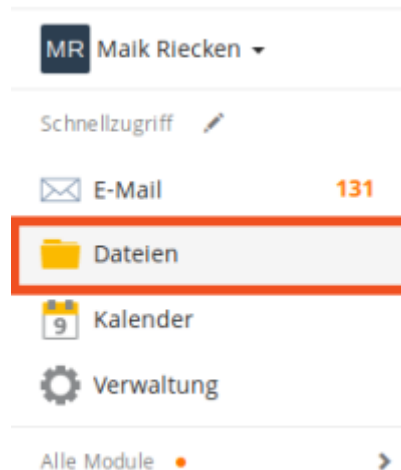 MR Maik Riecken
Schnellzugriff
E-Mail 131
Dateien
9 Kalender
Verwaltung
Alle Module